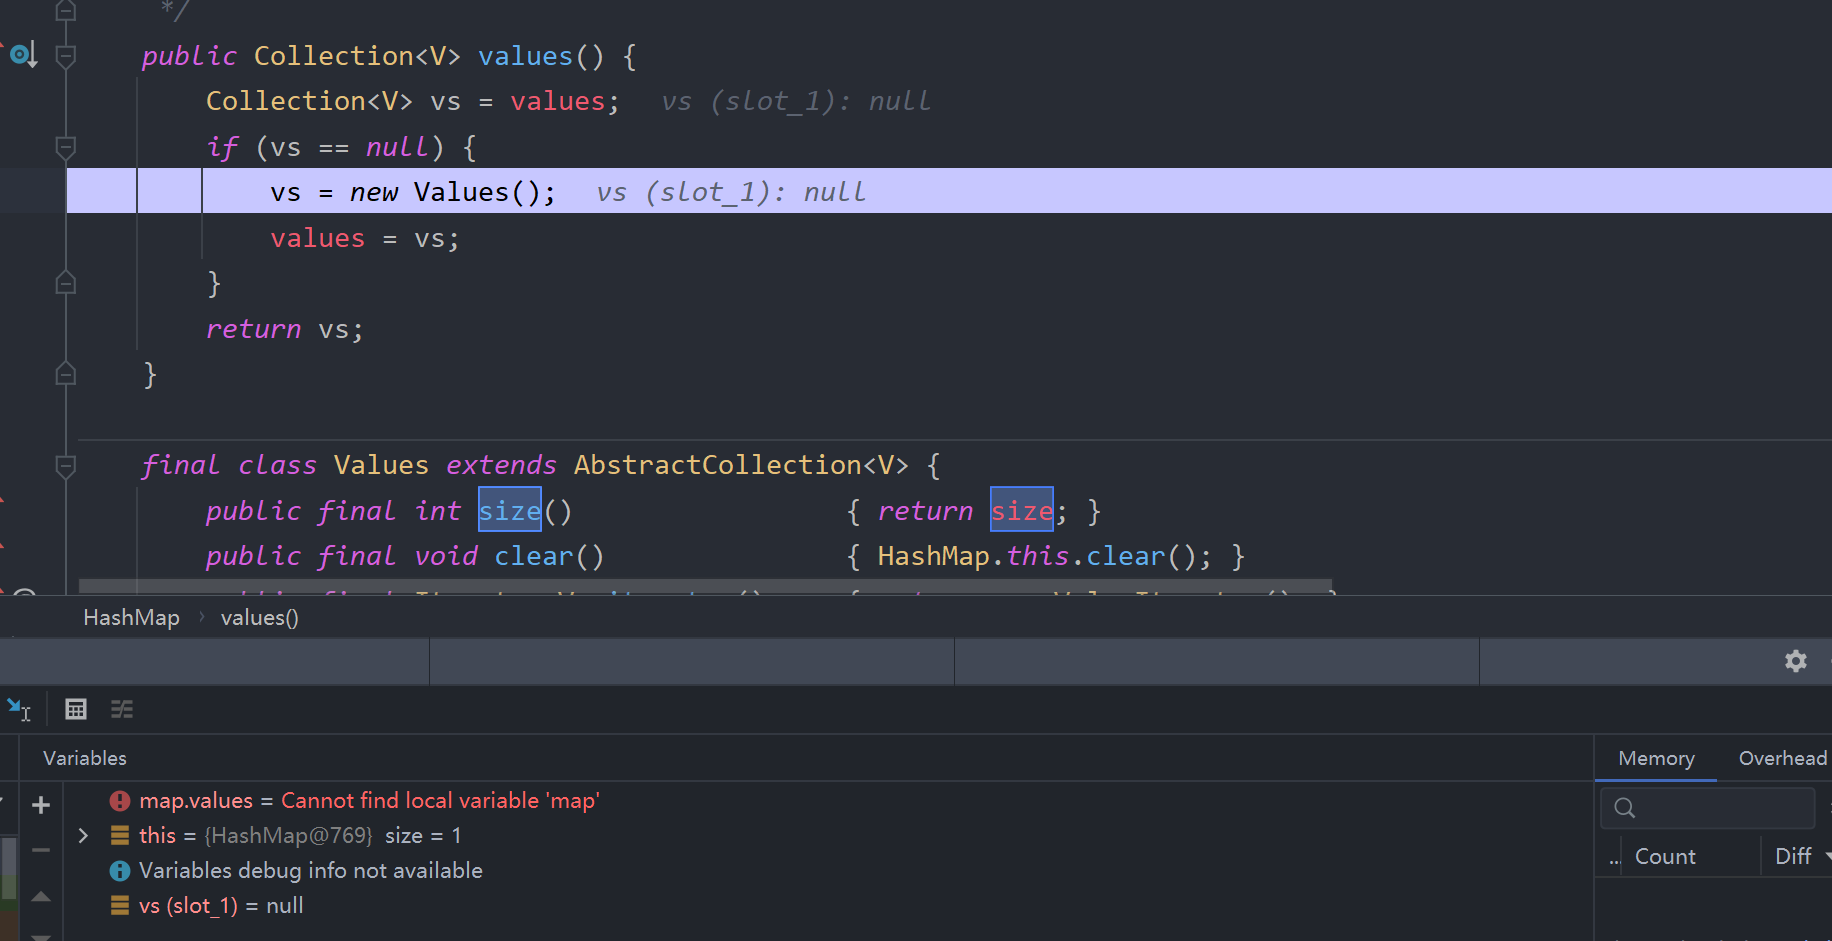 */
public Collection<V> values() {
Collection<V> vs = values; vs (slot_1): null
if (vs == null) {
vs = new Values(); vs (slot_1): null
values = vs;
}
return vs;
}
final class Values extends AbstractCollection<V> {
public final int size() { return size; }
public final void clear() { HashMap.this.clear(); }
HashMap › values()
Variables
Memory Overhead
map.values = Cannot find local variable 'map'
this = {HashMap@769} size = 1
Variables debug info not available
vs (slot_1) = null
... Count Diff